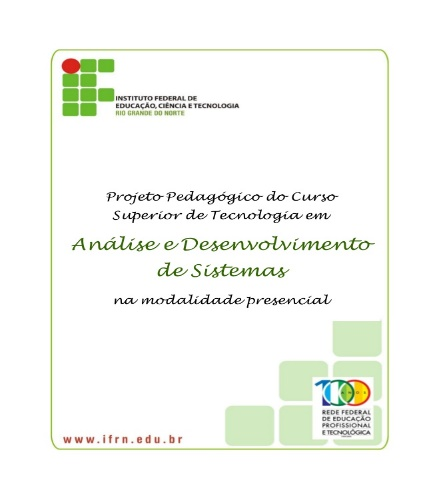 INSTITUTO FEDERAL DE
EDUCAÇÃO, CIÊNCIA E TECNOLOGIA
RIO GRANDE DO NORTE
Projeto Pedagógico do Curso
Superior de Tecnologia em
Análise e Desenvolvimento
de Sistemas
na modalidade presencial
100
ANOS
REDE FEDERAL
DE EDUCAÇÃO
PROFISSIONAL
E TECNOLÓGICA
www.ifrn.edu.br